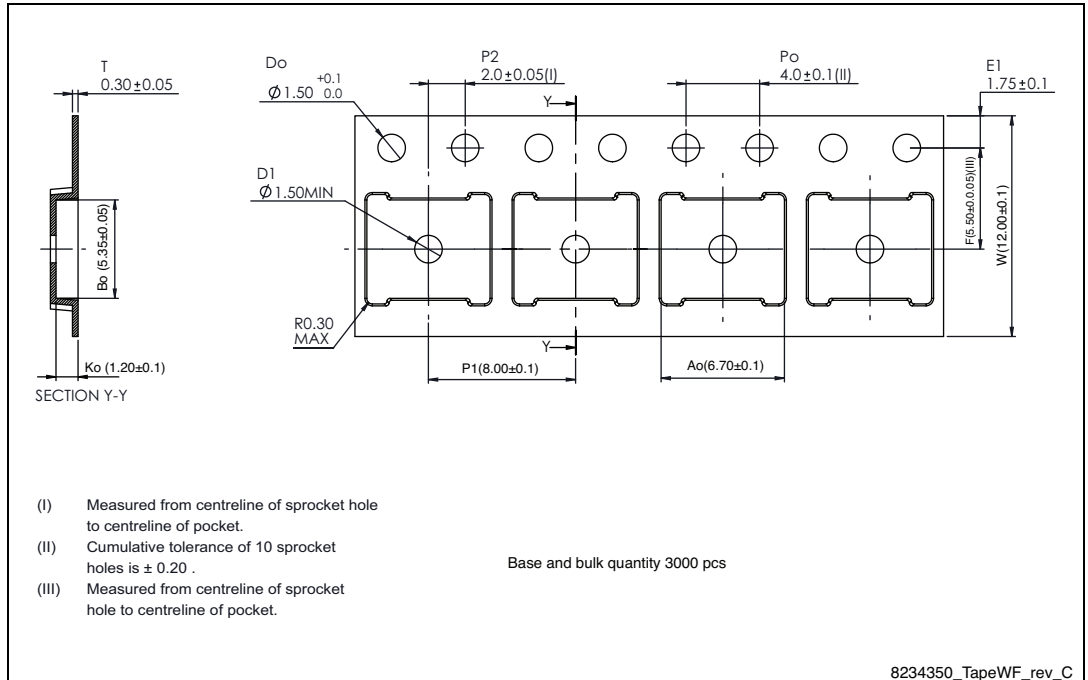 T
0.30±0.05
Do
Ø1.50 +0.1 0.0
P2
2.0±0.05(I)
Po
4.0±0.1(II)
E1
1.75±0.1
Y
D1
Ø1.50MIN
Bo (5.35±0.05)
F(5.50±0.0.05)(III)
W(12.00±0.1)
R0.30
MAX
Y
Ko (1.20±0.1)
P1(8.00±0.1)
Ao(6.70±0.1)
SECTION Y-Y
(I) Measured from centreline of sprocket hole
to centreline of pocket.
(II) Cumulative tolerance of 10 sprocket
holes is ± 0.20 .
(III) Measured from centreline of sprocket
hole to centreline of pocket.
Base and bulk quantity 3000 pcs
8234350_TapeWF_rev_C